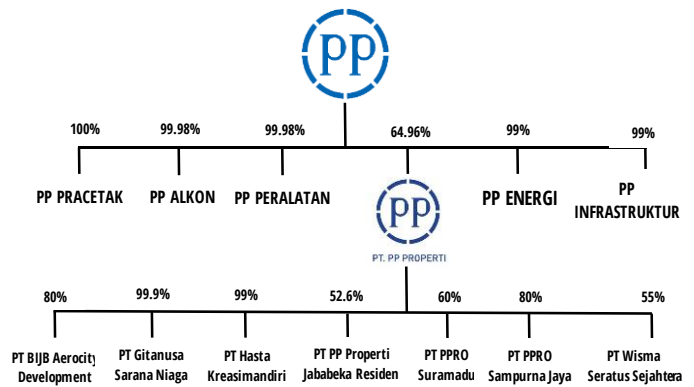 pp
100% 99.98% 99.98% 64.96% 99% 99%
PP PRACETAK PP ALKON PP PERALATAN PP ENERGI PP
INFRASTRUKTUR
pp
PT. PP PROPERTI
80% 99.9% 99% 52.6% 60% 80% 55%
PT BIJB Aerocity PT Gitanusa PT Hasta PT PP Properti PT PPRO PT PPRO PT Wisma
Development Sarana Niaga Kreasimandiri Jababeka Residen Suramadu Sampurna Jaya Seratus Sejahtera